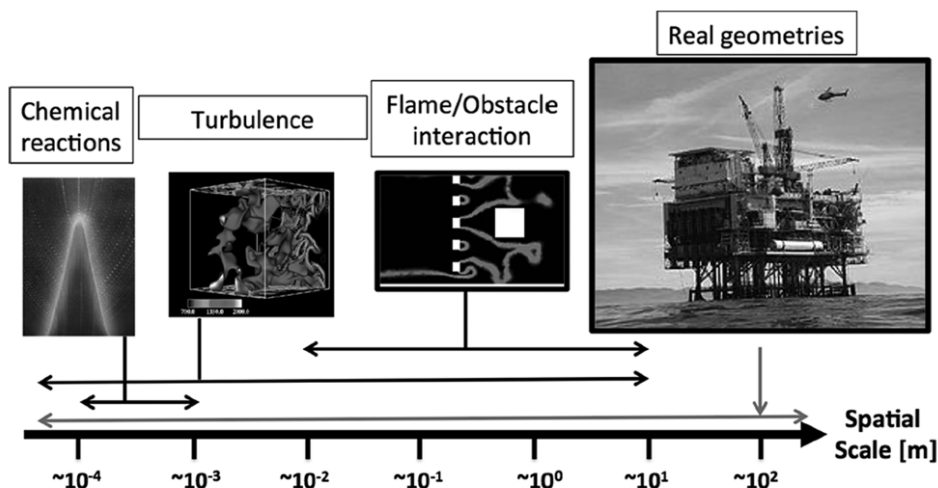 Real geometries
Chemical
reactions
Turbulence
Flame/Obstacle
interaction
Spatial
Scale [m]
~10⁻⁴
~10⁻³
~10⁻²
~10⁻¹
~10⁰
~10¹
~10²